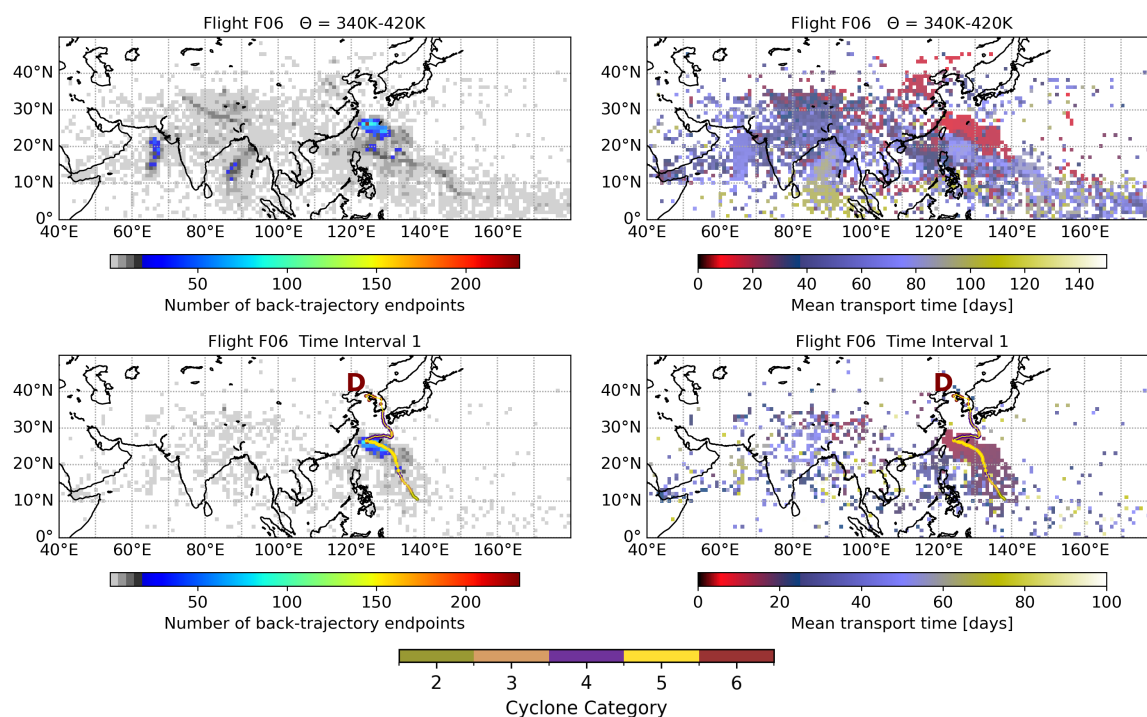 Flight F06 Θ = 340K-420K
Flight F06 Θ = 340K-420K
40°N
30°N
20°N
10°N
0°
40°E 60°E 80°E 100°E 120°E 140°E 160°E
40°N
30°N
20°N
10°N
0°
40°E 60°E 80°E 100°E 120°E 140°E 160°E
50 100 150 200
Number of back-trajectory endpoints
0 20 40 60 80 100 120 140
Mean transport time [days]
Flight F06 Time Interval 1
Flight F06 Time Interval 1
40°N
30°N
20°N
10°N
0°
D
40°E 60°E 80°E 100°E 120°E 140°E 160°E
40°N
30°N
20°N
10°N
0°
D
40°E 60°E 80°E 100°E 120°E 140°E 160°E
50 100 150 200
Number of back-trajectory endpoints
0 20 40 60 80 100
Mean transport time [days]
2 3 4 5 6
Cyclone Category